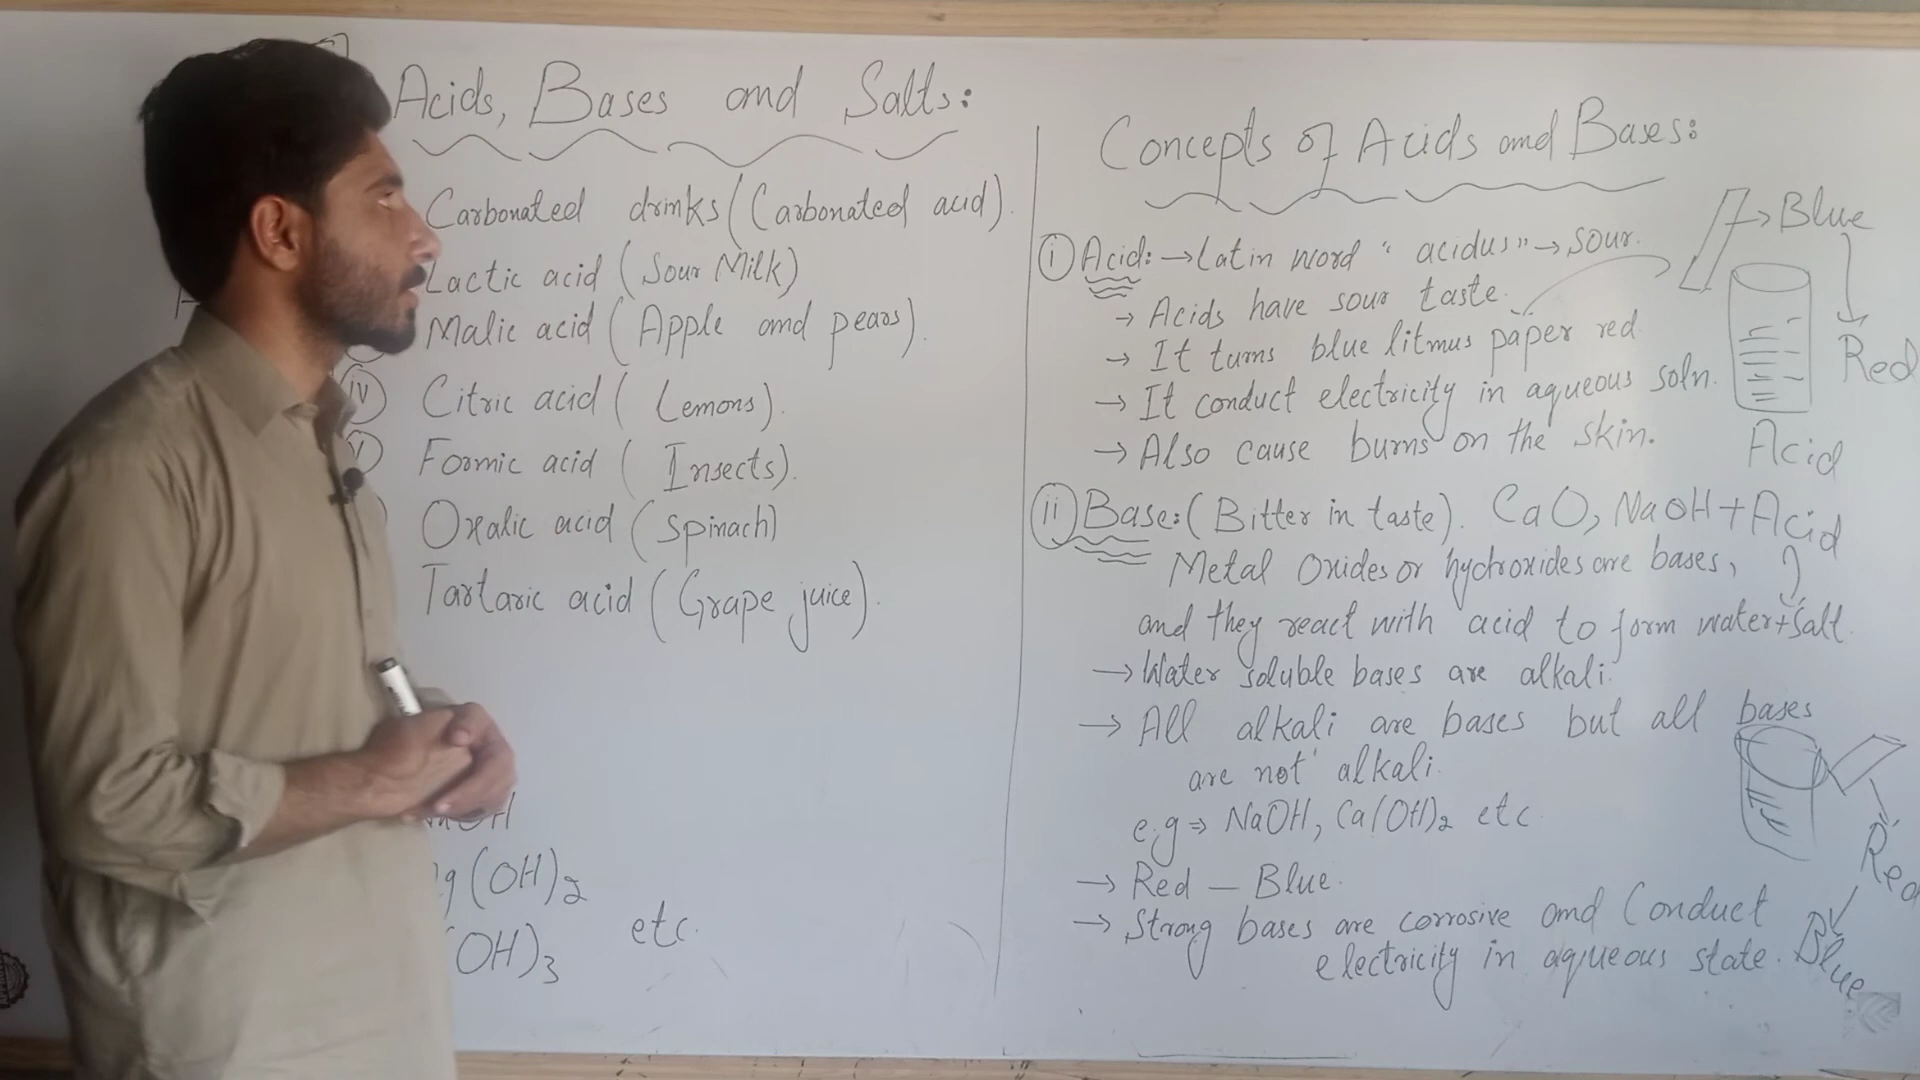 Acids, Bases and Salts:
Carbonated drinks (Carbonated acid).
Lactic acid (Sour Milk)
Malic acid (Apple and pears).
iv Citric acid (Lemons).
v Formic acid (Insects).
Oxalic acid (Spinach)
Tartaric acid (Grape juice).
NaOH
g(OH)2
(OH)3 etc.
Concepts of Acids and Bases:
i Acid: → Latin word "acidus" → Sour.
→ Acids have sour taste.
→ It turns blue litmus paper red
→ It conduct electricity in aqueous soln.
→ Also cause burns on the skin.
→ Blue
Red
Acid
ii Base: (Bitter in taste). CaO, NaOH + Acid
Metal Oxides or hydroxides are bases,
and they react with acid to form water + Salt.
→ Water soluble bases are alkali.
→ All alkali are bases but all bases
are not alkali.
e.g ⇒ NaOH, Ca(OH)2 etc
→ Red — Blue.
→ Strong bases are corrosive and Conduct
electricity in aqueous state.
Red
Blue